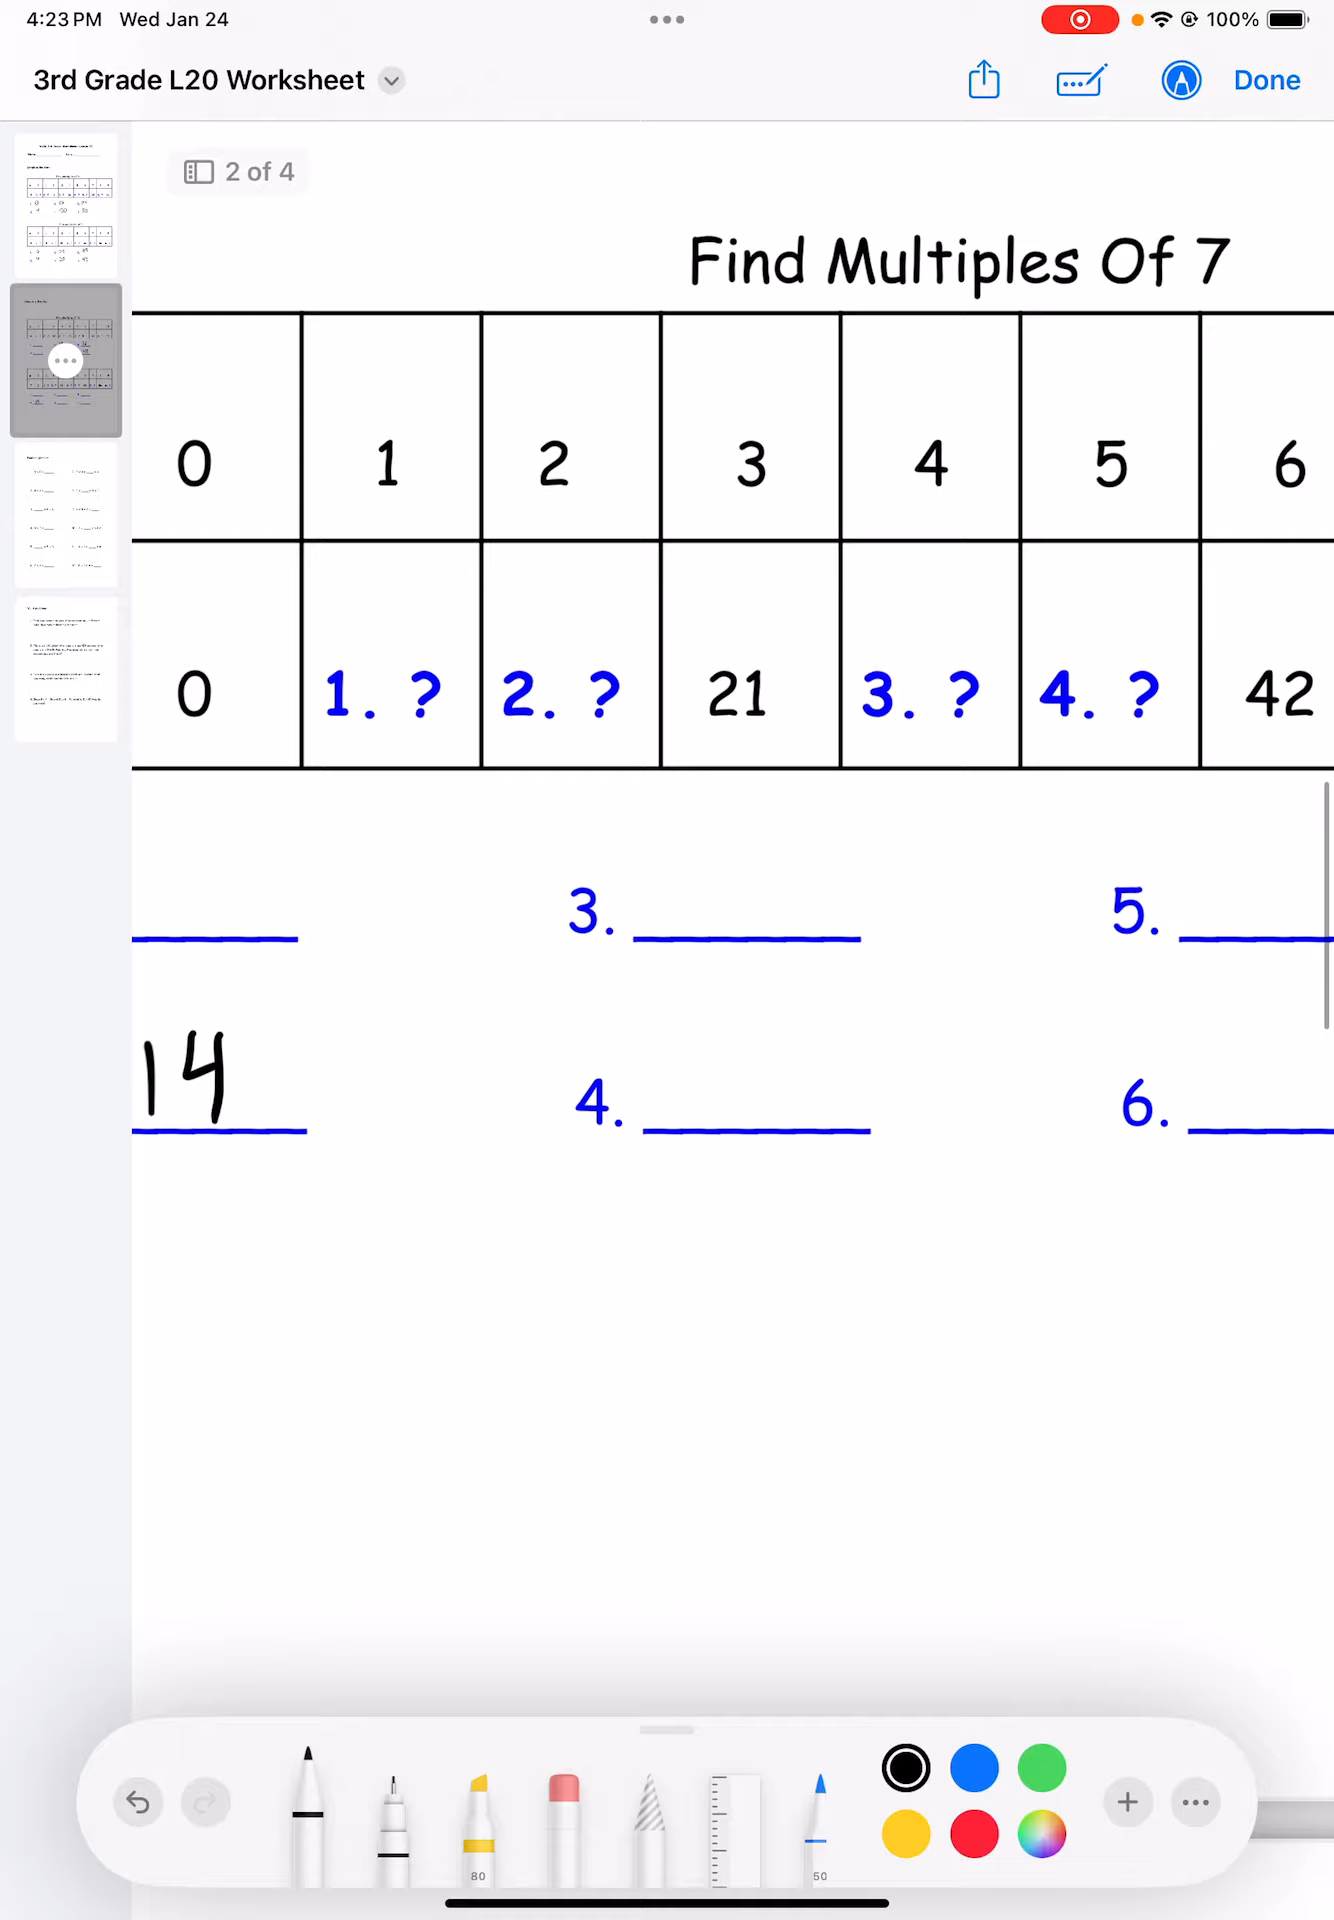 4:23 PM Wed Jan 24
100%
3rd Grade L20 Worksheet
Done
2 of 4
Find Multiples Of 7
0 1 2 3 4 5 6
0 1. ? 2. ? 21 3. ? 4. ? 42
3. 5.
14 4. 6.
80 50